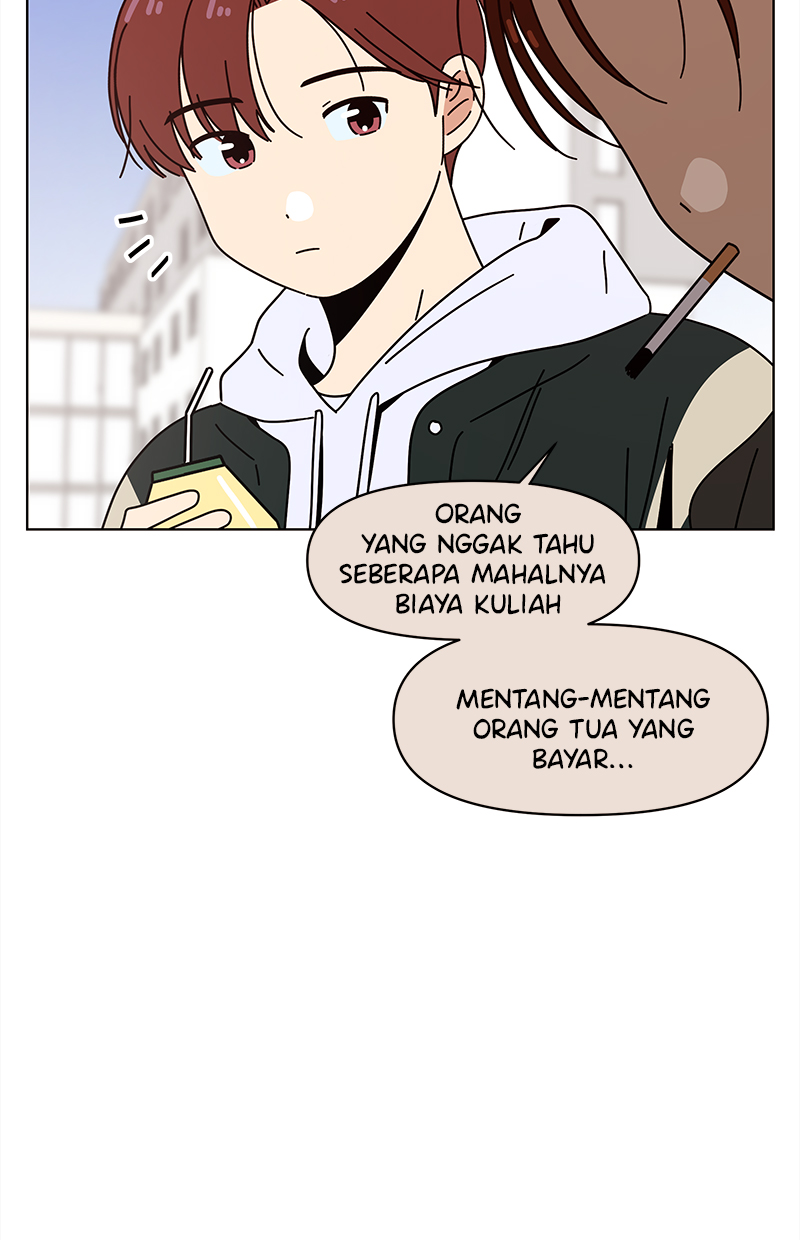 ORANG
YANG NGGAK TAHU
SEBERAPA MAHALNYA
BIAYA KULIAH
MENTANG-MENTANG
ORANG TUA YANG
BAYAR...